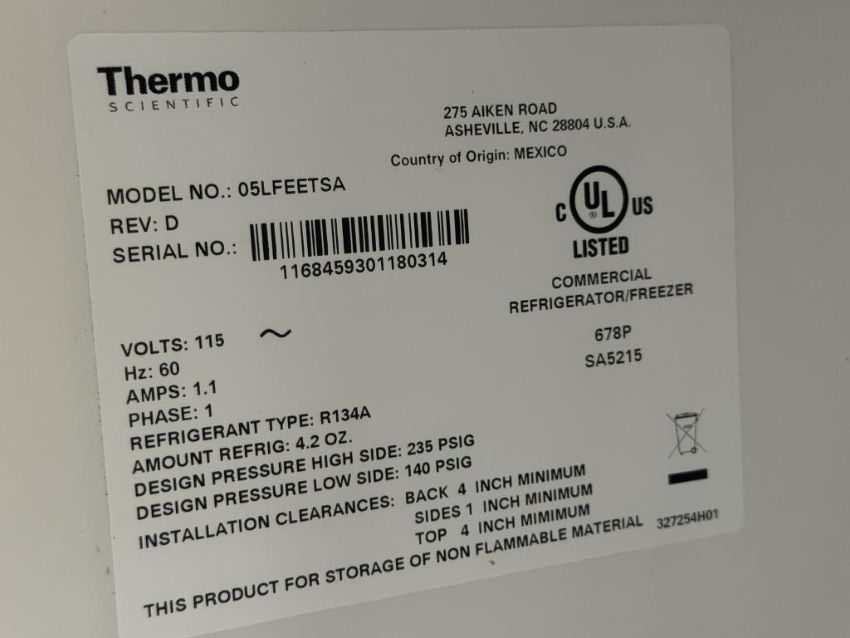 Thermo
SCIENTIFIC
275 AIKEN ROAD
ASHEVILLE, NC 28804 U.S.A.
Country of Origin: MEXICO
MODEL NO.: 05LFEETSA
REV: D
SERIAL NO.:
1168459301180314
C UL ® US
LISTED
COMMERCIAL
REFRIGERATOR/FREEZER
678P
SA5215
VOLTS: 115 ~
Hz: 60
AMPS: 1.1
PHASE: 1
REFRIGERANT TYPE: R134A
AMOUNT REFRIG: 4.2 OZ.
DESIGN PRESSURE HIGH SIDE: 235 PSIG
DESIGN PRESSURE LOW SIDE: 140 PSIG
INSTALLATION CLEARANCES: BACK 4 INCH MINIMUM
SIDES 1 INCH MINIMUM
TOP 4 INCH MIMIMUM
THIS PRODUCT FOR STORAGE OF NON FLAMMABLE MATERIAL
327254H01